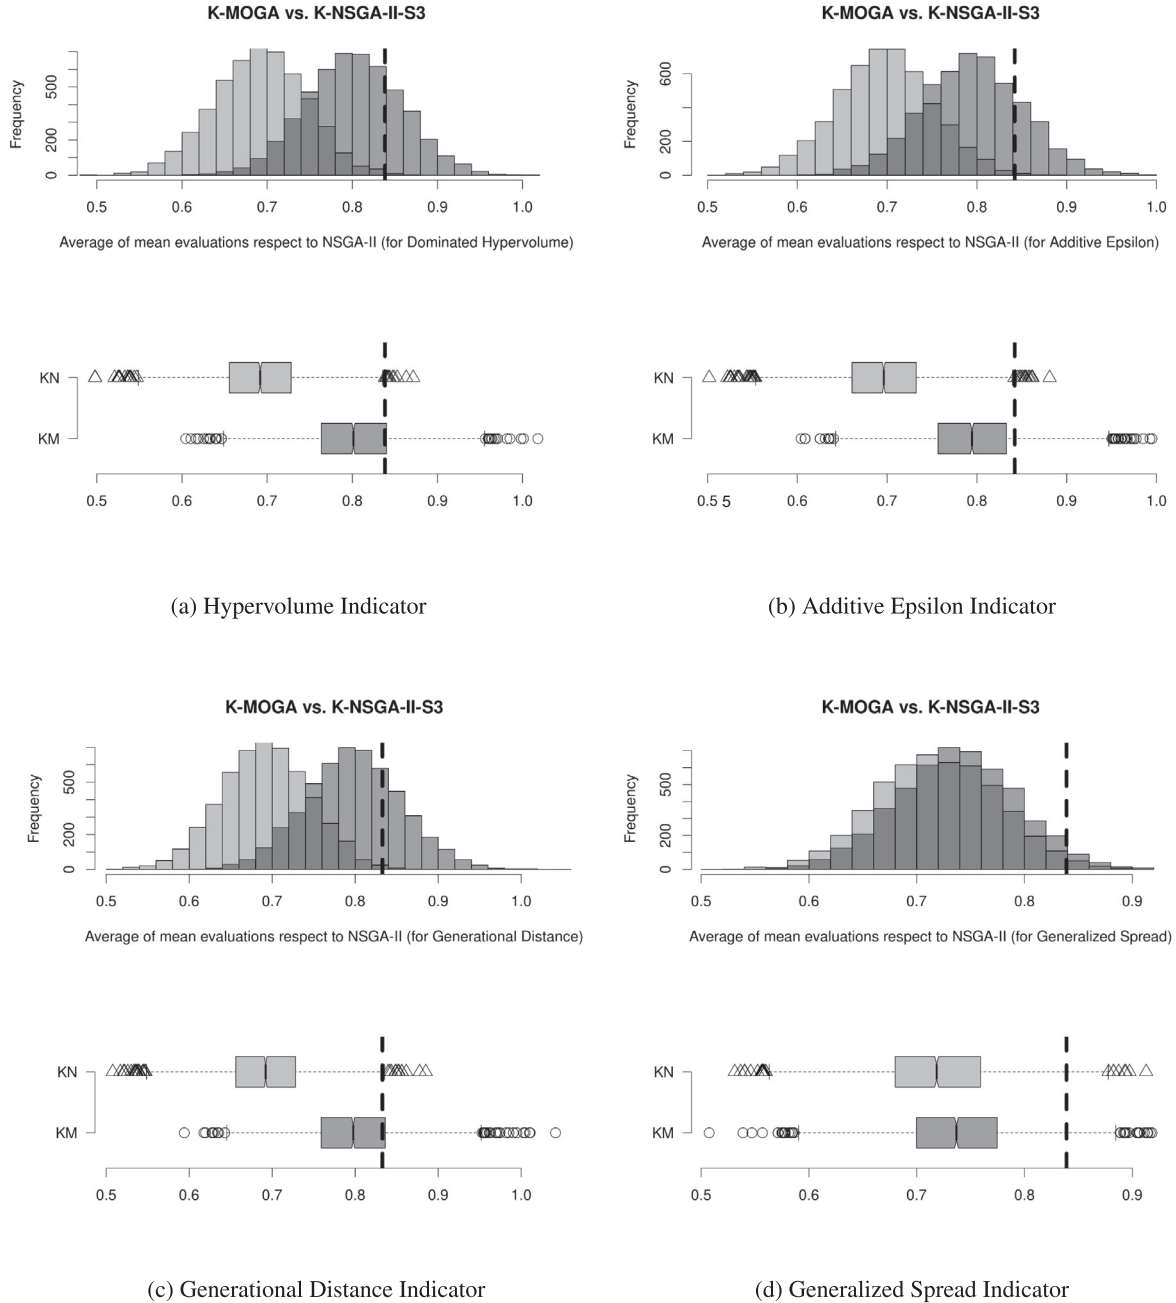 K-MOGA vs. K-NSGA-II-S3
Frequency
0 200 500
0.5 0.6 0.7 0.8 0.9 1.0
Average of mean evaluations respect to NSGA-II (for Dominated Hypervolume)
KN
KM
0.5 0.6 0.7 0.8 0.9 1.0
(a) Hypervolume Indicator
K-MOGA vs. K-NSGA-II-S3
Frequency
0 200 600
0.5 0.6 0.7 0.8 0.9 1.0
Average of mean evaluations respect to NSGA-II (for Additive Epsilon)
KN
KM
0.5 5 0.6 0.7 0.8 0.9 1.0
(b) Additive Epsilon Indicator
K-MOGA vs. K-NSGA-II-S3
Frequency
0 200 500
0.5 0.6 0.7 0.8 0.9 1.0
Average of mean evaluations respect to NSGA-II (for Generational Distance)
KN
KM
0.5 0.6 0.7 0.8 0.9 1.0
(c) Generational Distance Indicator
K-MOGA vs. K-NSGA-II-S3
Frequency
0 200 500
0.5 0.6 0.7 0.8 0.9
Average of mean evaluations respect to NSGA-II (for Generalized Spread)
KN
KM
0.5 0.6 0.7 0.8 0.9
(d) Generalized Spread Indicator